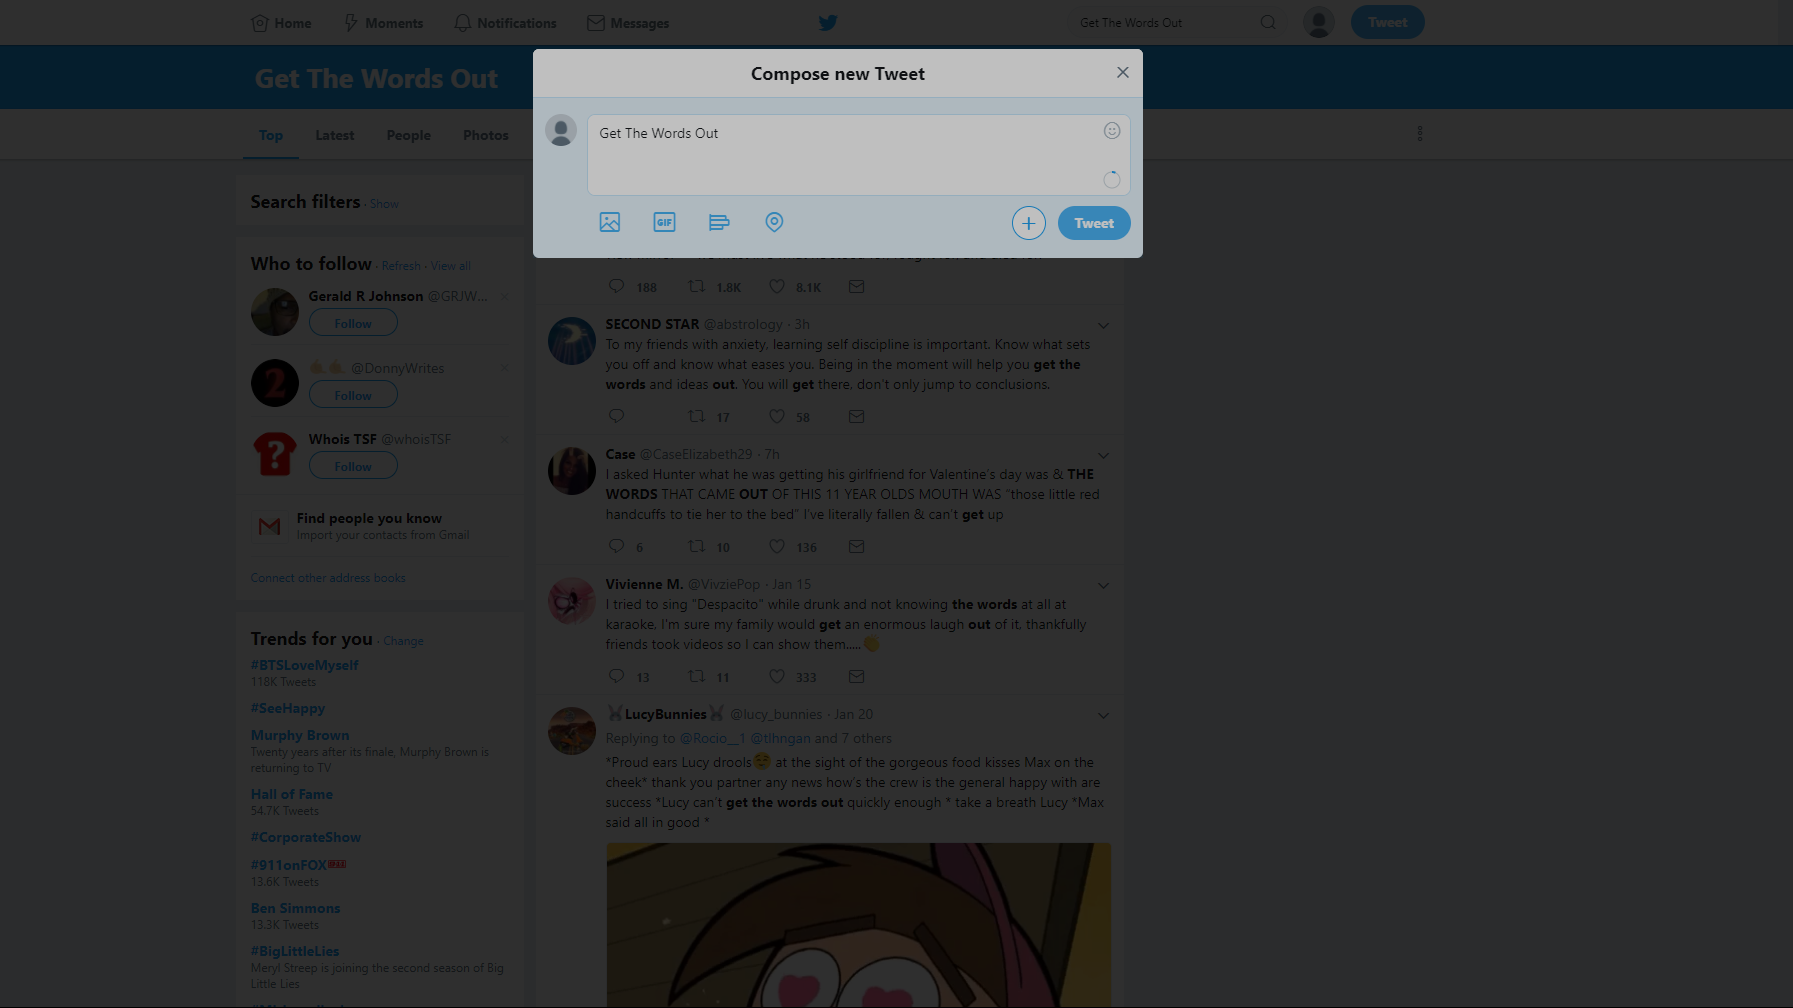 Home Moments Notifications Messages Get The Words Out Tweet
Get The Words Out
Top Latest People Photos
Compose new Tweet
Get The Words Out
GIF
Tweet
Search filters · Show
Who to follow · Refresh · View all
Gerald R Johnson @GRJW...
Follow
@DonnyWrites
2
Follow
Whois TSF @whoisTSF
?
Follow
Find people you know
Import your contacts from Gmail
Connect other address books
Trends for you · Change
#BTSLoveMyself
118K Tweets
#SeeHappy
Murphy Brown
Twenty years after its finale, Murphy Brown is
returning to TV
Hall of Fame
54.7K Tweets
#CorporateShow
#911onFOX
13.6K Tweets
Ben Simmons
13.3K Tweets
#BigLittleLies
Meryl Streep is joining the second season of Big
Little Lies
188 1.8K 8.1K
SECOND STAR @abstrology · 3h
To my friends with anxiety, learning self discipline is important. Know what sets
you off and know what eases you. Being in the moment will help you get the
words and ideas out. You will get there, don't only jump to conclusions.
17 58
Case @CaseElizabeth29 · 7h
I asked Hunter what he was getting his girlfriend for Valentine's day was & THE
WORDS THAT CAME OUT OF THIS 11 YEAR OLDS MOUTH WAS "those little red
handcuffs to tie her to the bed" I've literally fallen & can't get up
6 10 136
Vivienne M. @VivziePop · Jan 15
I tried to sing "Despacito" while drunk and not knowing the words at all at
karaoke, I'm sure my family would get an enormous laugh out of it, thankfully
friends took videos so I can show them.....
13 11 333
LucyBunnies @lucy_bunnies · Jan 20
Replying to @Rocio__1 @tlhngan and 7 others
*Proud ears Lucy drools at the sight of the gorgeous food kisses Max on the
cheek* thank you partner any news how's the crew is the general happy with are
success *Lucy can't get the words out quickly enough * take a breath Lucy *Max
said all in good *